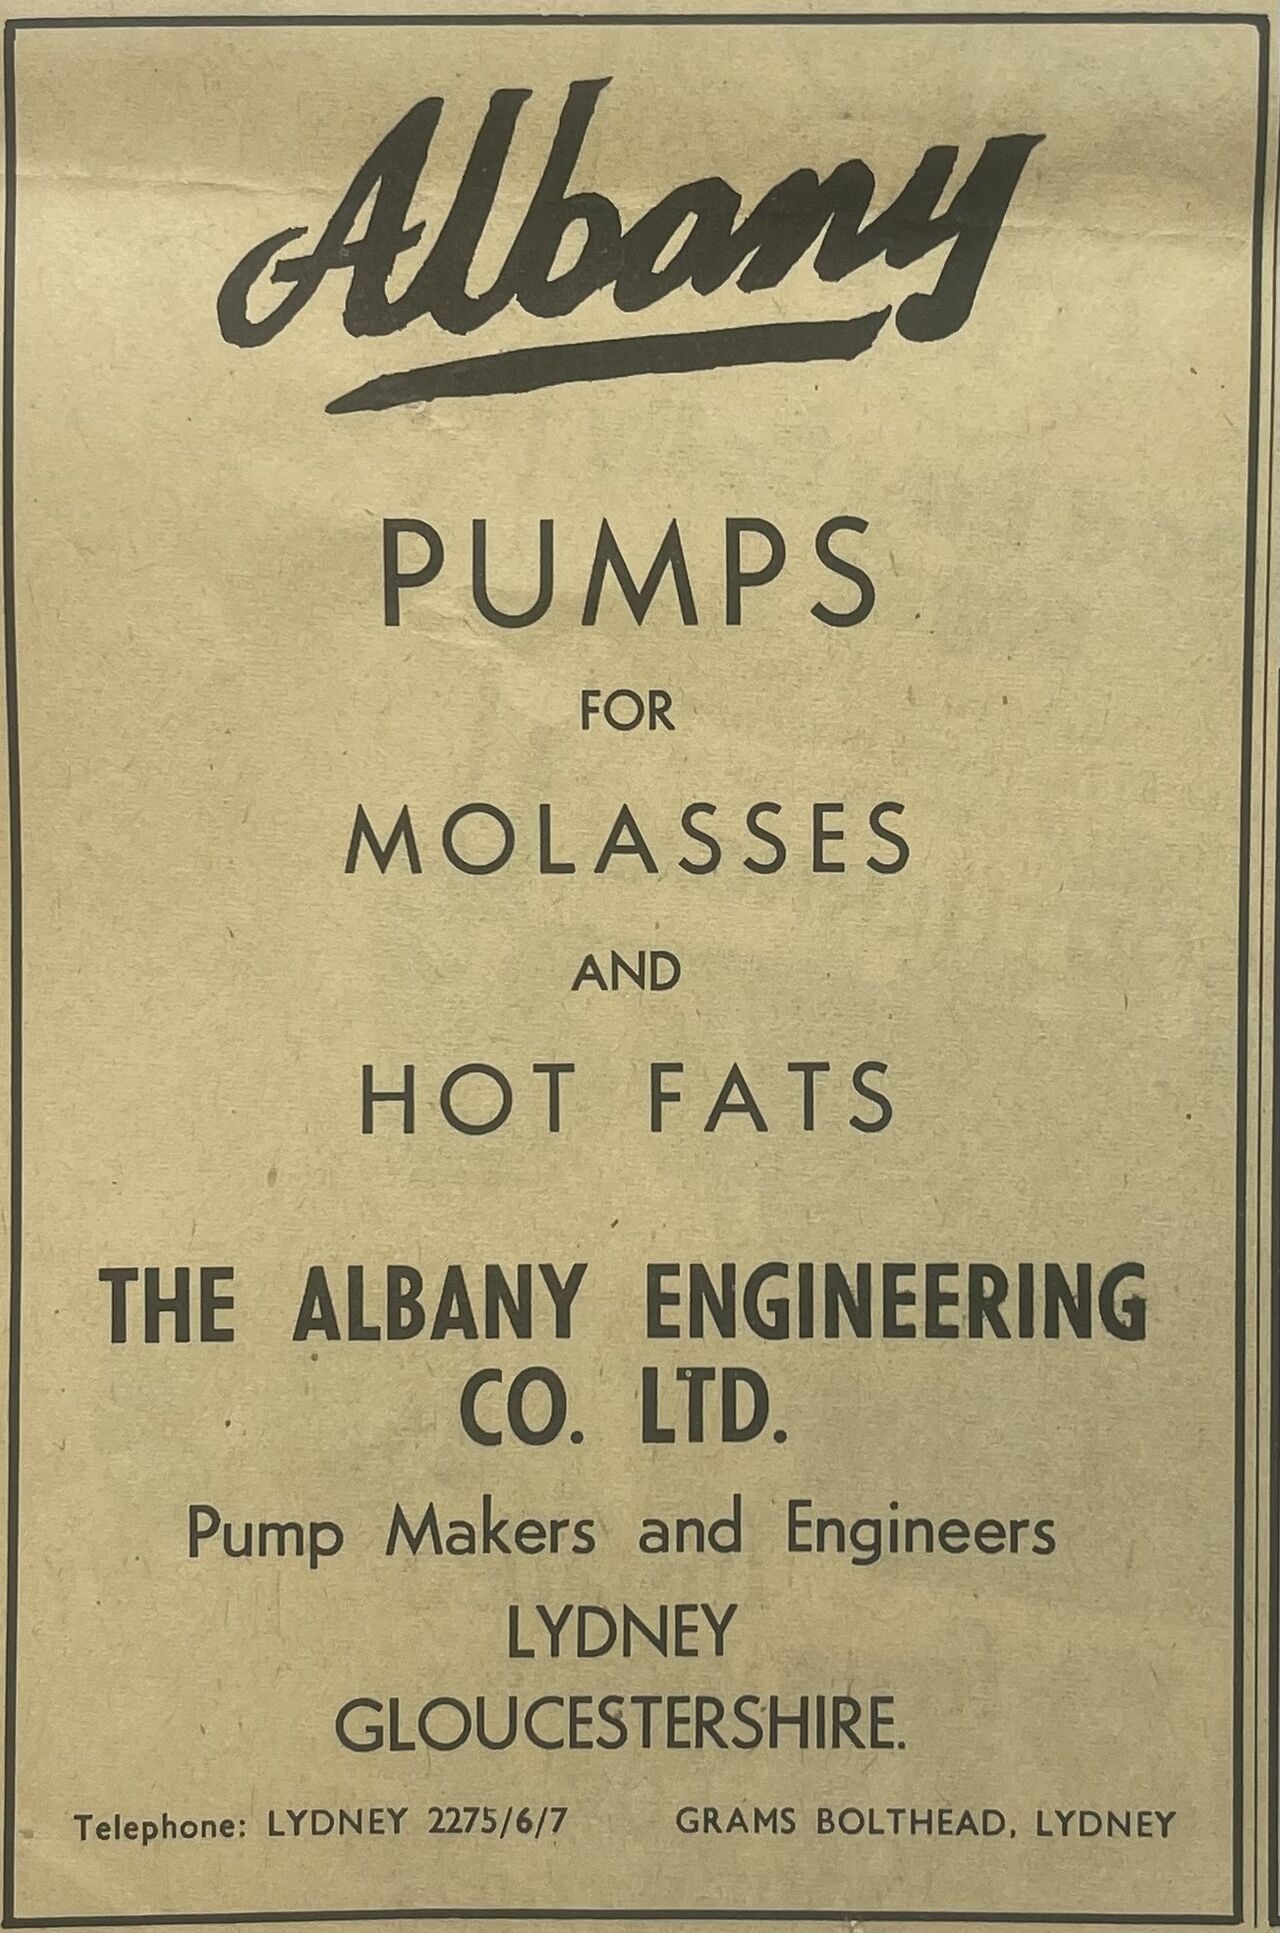 Albany
PUMPS
FOR
MOLASSES
AND
HOT FATS
THE ALBANY ENGINEERING
CO. LTD.
Pump Makers and Engineers
LYDNEY
GLOUCESTERSHIRE.
Telephone: LYDNEY 2275/6/7 GRAMS BOLTHEAD, LYDNEY